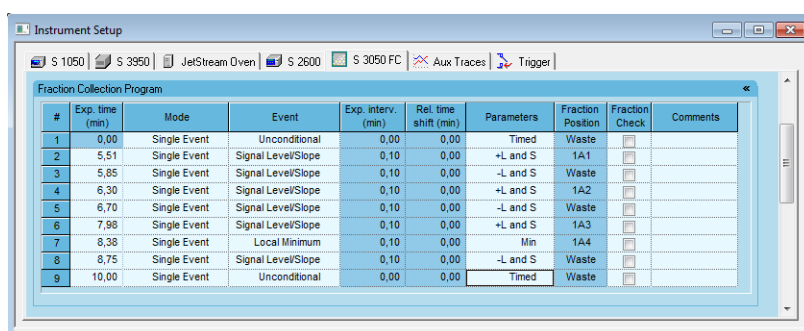 Instrument Setup
S 1050 S 3950 JetStream Oven S 2600 S 3050 FC Aux Traces Trigger
Fraction Collection Program
# Exp. time (min) Mode Event Exp. interv. (min) Rel. time shift (min) Parameters Fraction Position Fraction Check Comments
1 0,00 Single Event Unconditional 0,00 0,00 Timed Waste
2 5,51 Single Event Signal Level/Slope 0,10 0,00 +L and S 1A1
3 5,85 Single Event Signal Level/Slope 0,10 0,00 -L and S Waste
4 6,30 Single Event Signal Level/Slope 0,10 0,00 +L and S 1A2
5 6,70 Single Event Signal Level/Slope 0,10 0,00 -L and S Waste
6 7,98 Single Event Signal Level/Slope 0,10 0,00 +L and S 1A3
7 8,38 Single Event Local Minimum 0,10 0,00 Min 1A4
8 8,75 Single Event Signal Level/Slope 0,10 0,00 -L and S Waste
9 10,00 Single Event Unconditional 0,00 0,00 Timed Waste